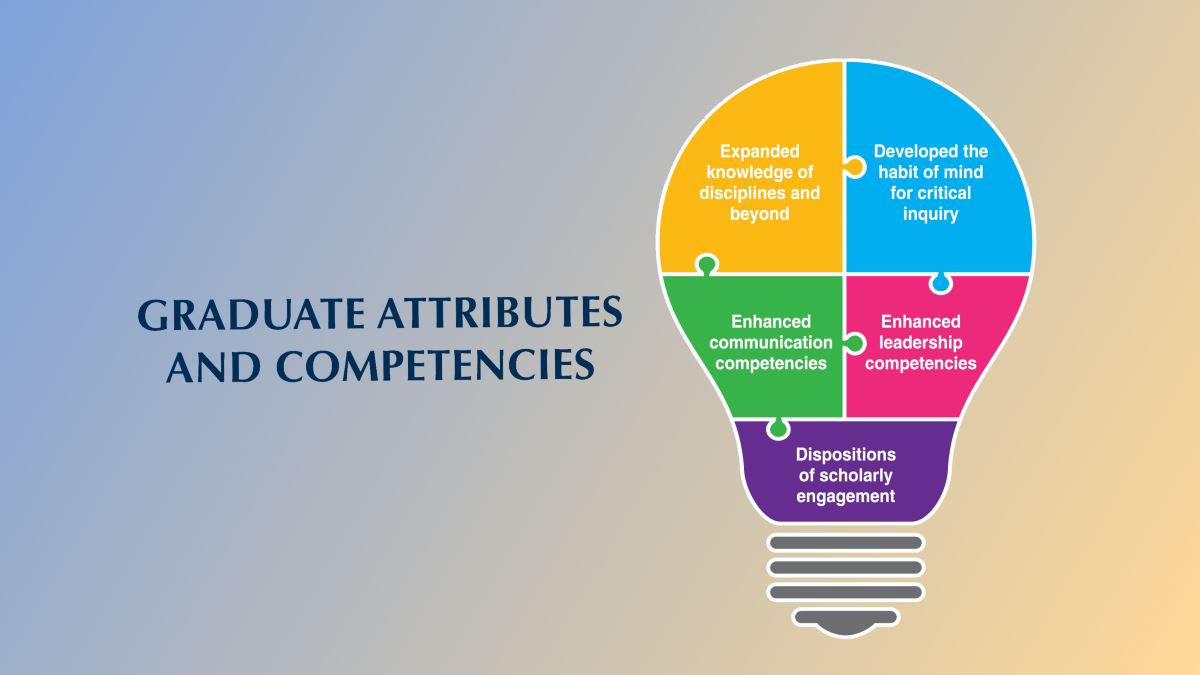 GRADUATE ATTRIBUTES
AND COMPETENCIES
Expanded
knowledge of
disciplines and
beyond
Developed the
habit of mind
for critical
inquiry
Enhanced
communication
competencies
Enhanced
leadership
competencies
Dispositions
of scholarly
engagement